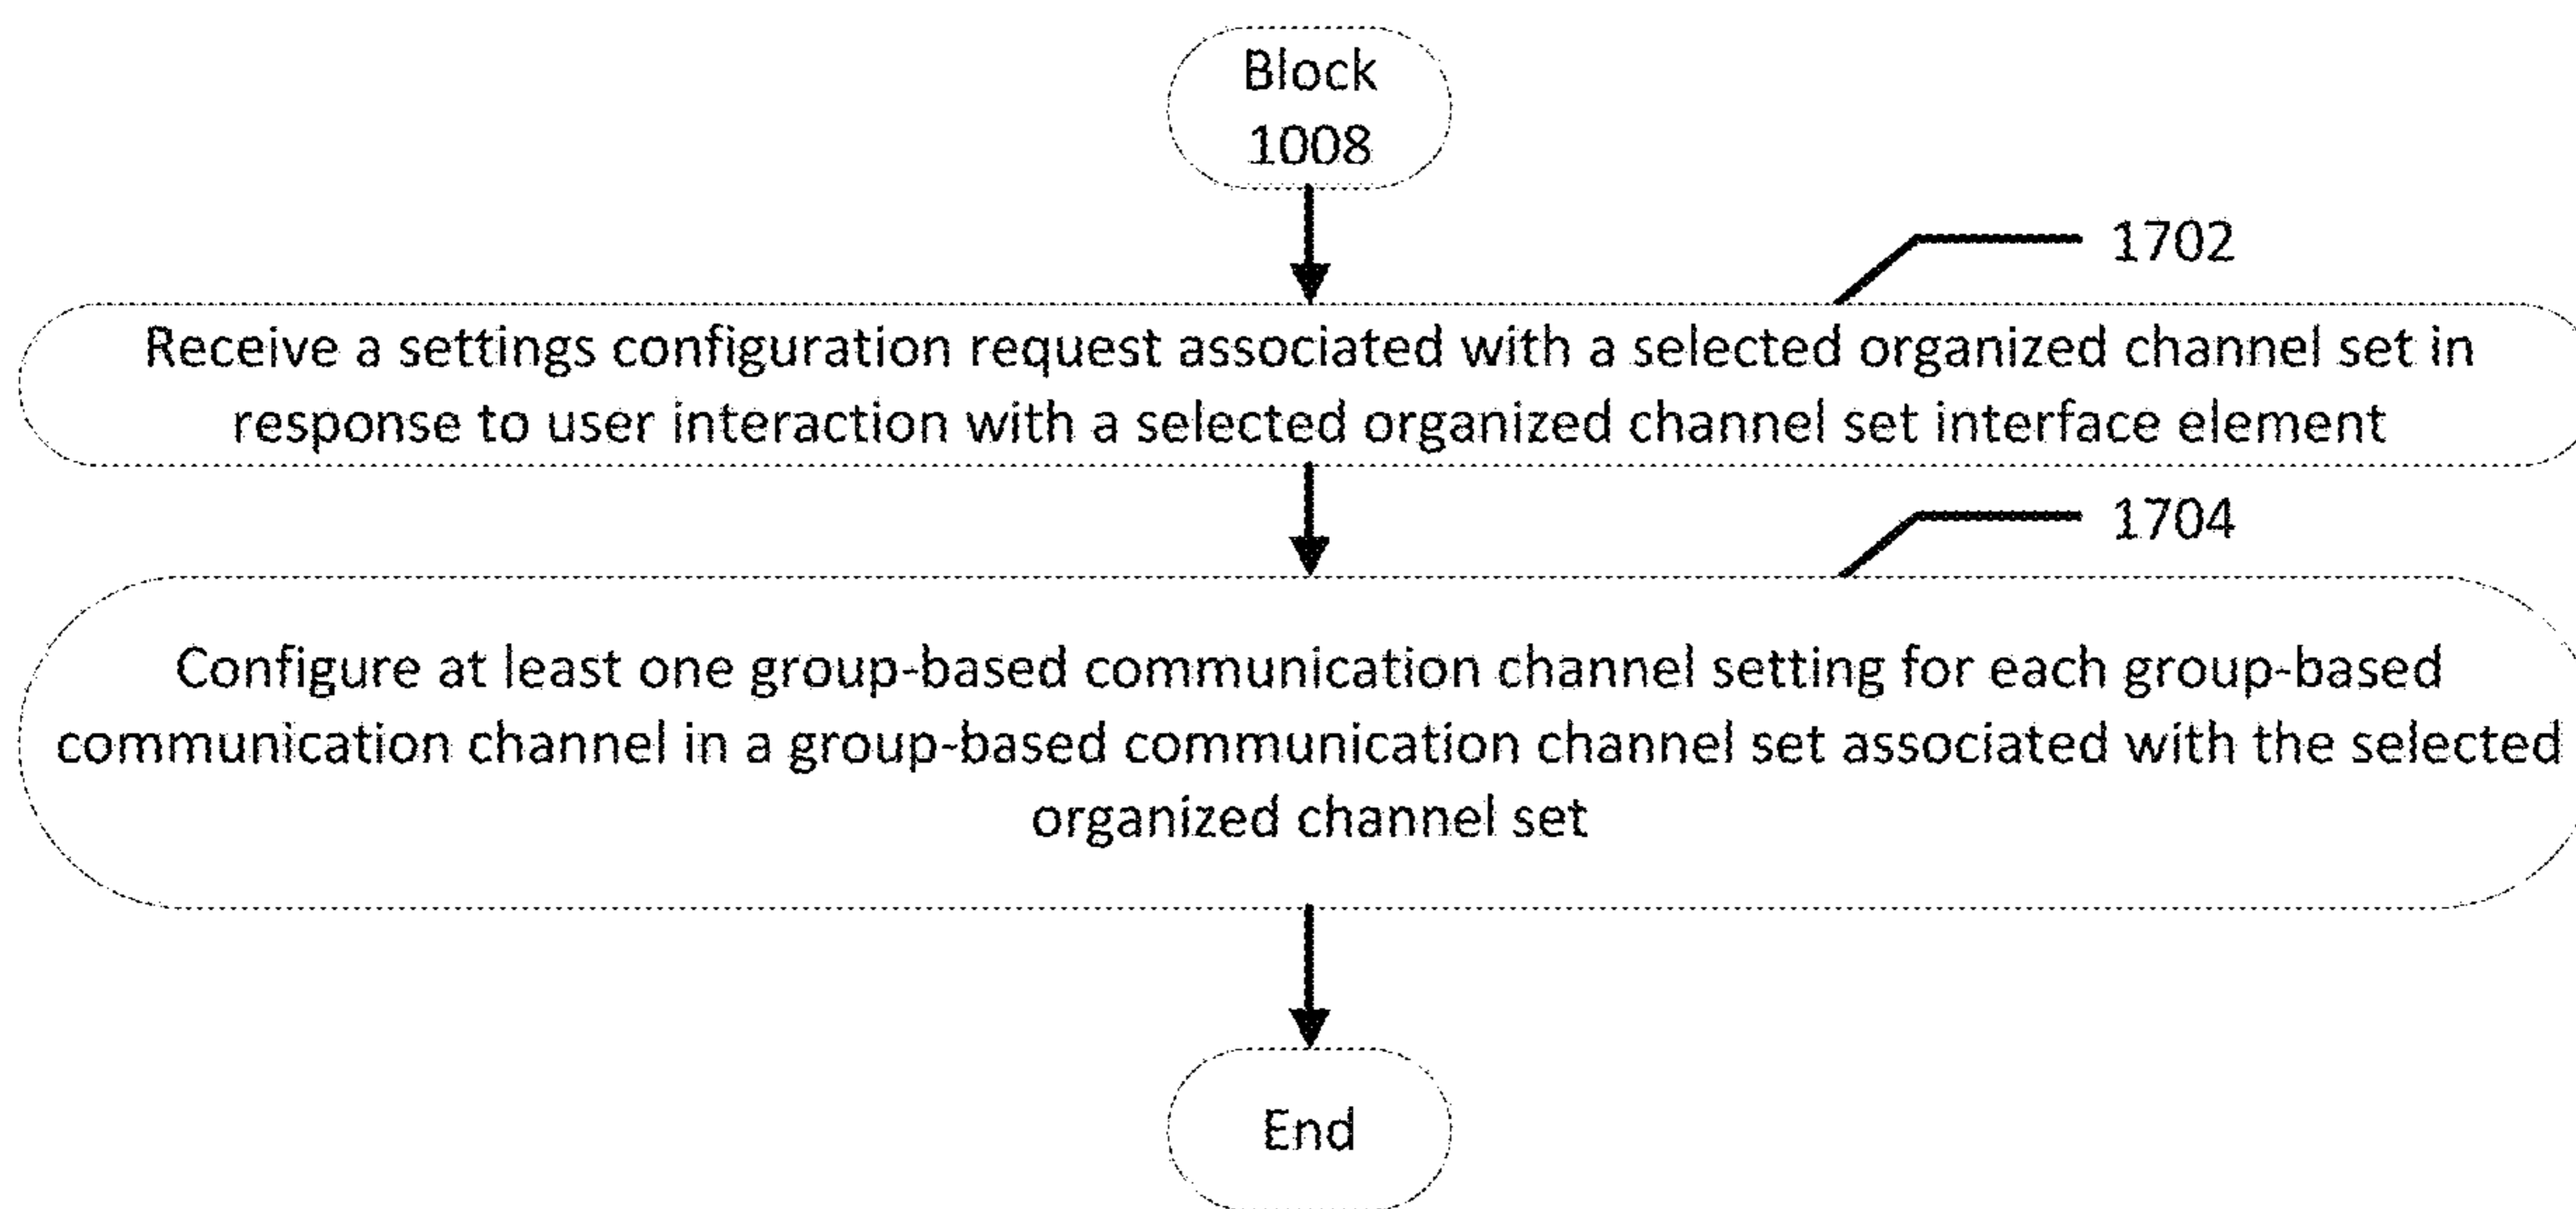 Block
1008
1702
Receive a settings configuration request associated with a selected organized channel set in
response to user interaction with a selected organized channel set interface element
1704
Configure at least one group-based communication channel setting for each group-based
communication channel in a group-based communication channel set associated with the selected
organized channel set
End